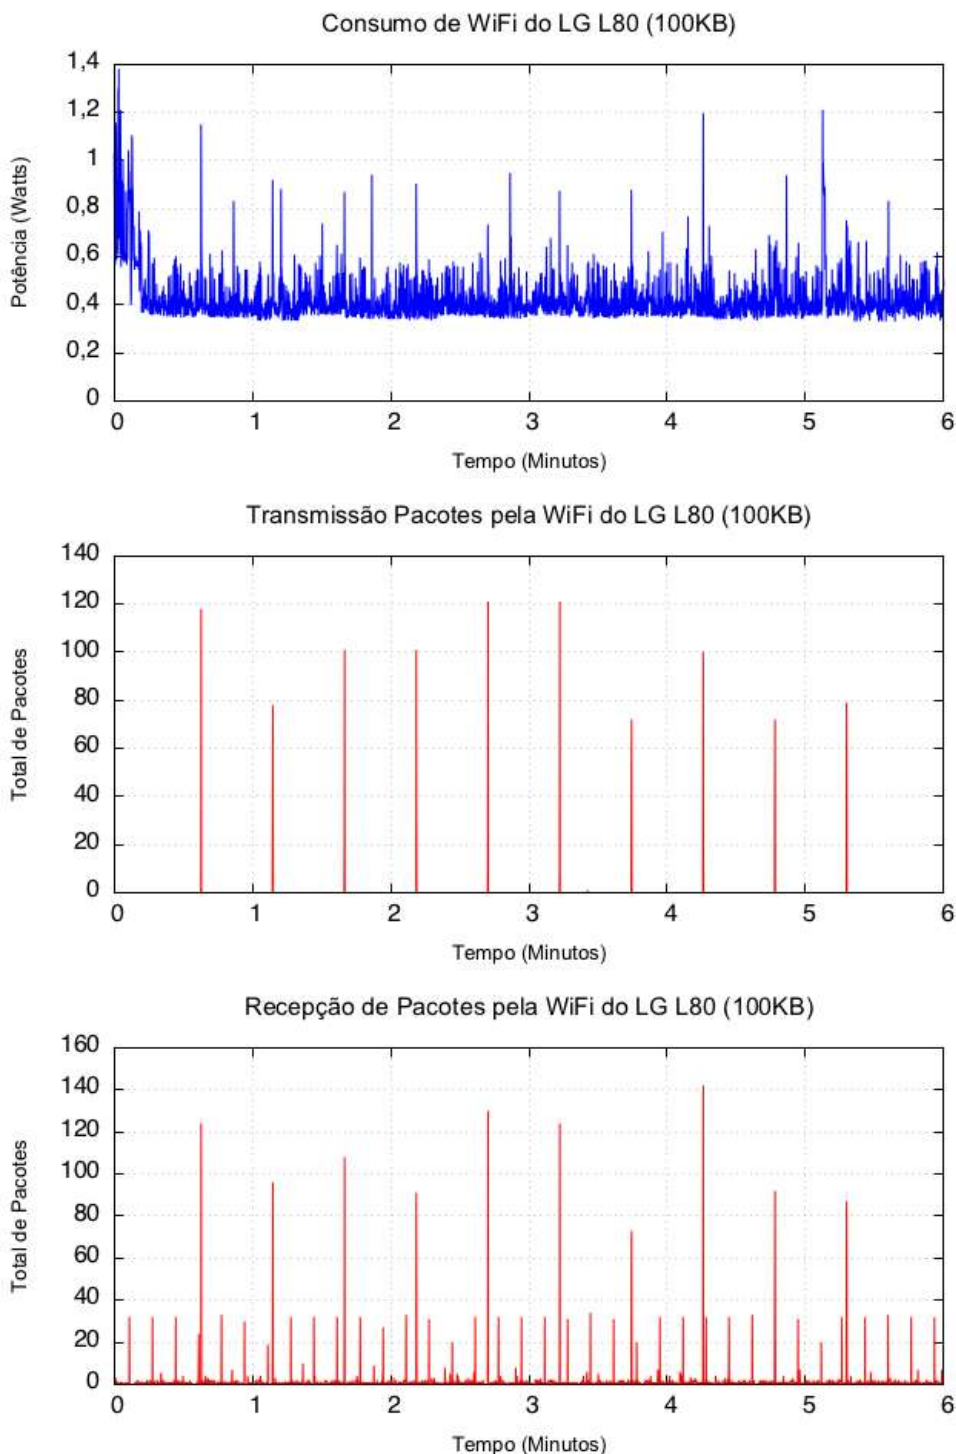 Consumo de WiFi do LG L80 (100KB)
1,4
1,2
1
0,8
0,6
0,4
0,2
0
Potência (Watts)
0 1 2 3 4 5 6
Tempo (Minutos)
Transmissão Pacotes pela WiFi do LG L80 (100KB)
140
120
100
80
60
40
20
0
Total de Pacotes
0 1 2 3 4 5 6
Tempo (Minutos)
Recepção de Pacotes pela WiFi do LG L80 (100KB)
160
140
120
100
80
60
40
20
0
Total de Pacotes
0 1 2 3 4 5 6
Tempo (Minutos)